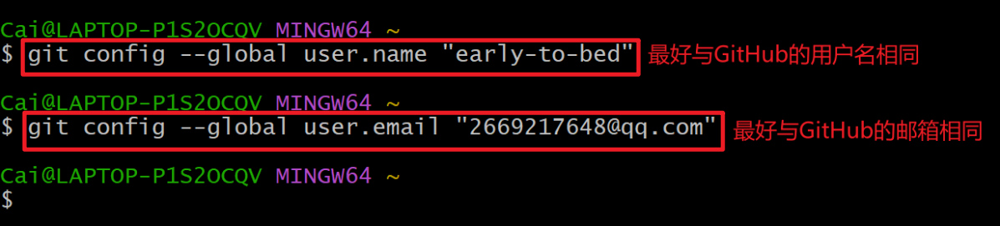 Cai@LAPTOP-P1S2OCQV MINGW64 ~
$ git config --global user.name "early-to-bed" 最好与GitHub的用户名相同
Cai@LAPTOP-P1S2OCQV MINGW64 ~
$ git config --global user.email "2669217648@qq.com" 最好与GitHub的邮箱相同
Cai@LAPTOP-P1S2OCQV MINGW64 ~
$